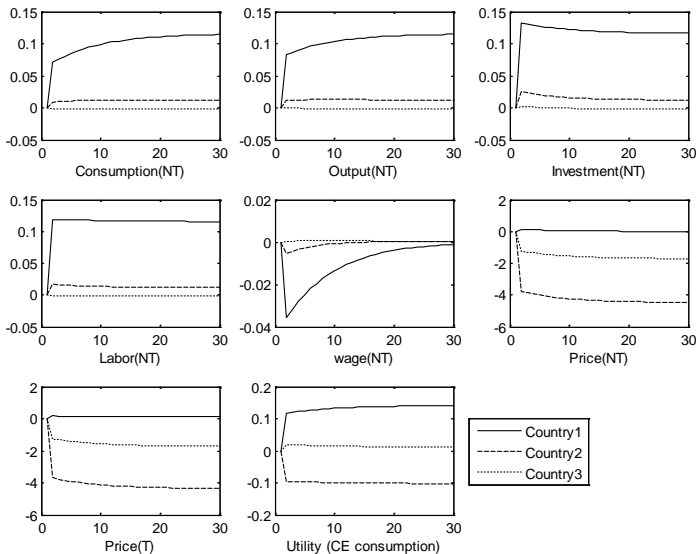 0.15 0.15 0.15
0.1 0.1 0.1
0.05 0.05 0.05
0 0 0
-0.05 -0.05 -0.05
0 10 20 30 0 10 20 30 0 10 20 30
Consumption(NT) Output(NT) Investment(NT)
0.15 0.02 2
0.1 0 0
0.05 -0.02 -2
0 -4
-0.05 -0.04 -6
0 10 20 30 0 10 20 30 0 10 20 30
Labor(NT) wage(NT) Price(NT)
2 0.2
0 0.1
-2 0
-4 -0.1
-6 -0.2
0 10 20 30 0 10 20 30
Price(T) Utility (CE consumption)
Country1
Country2
Country3